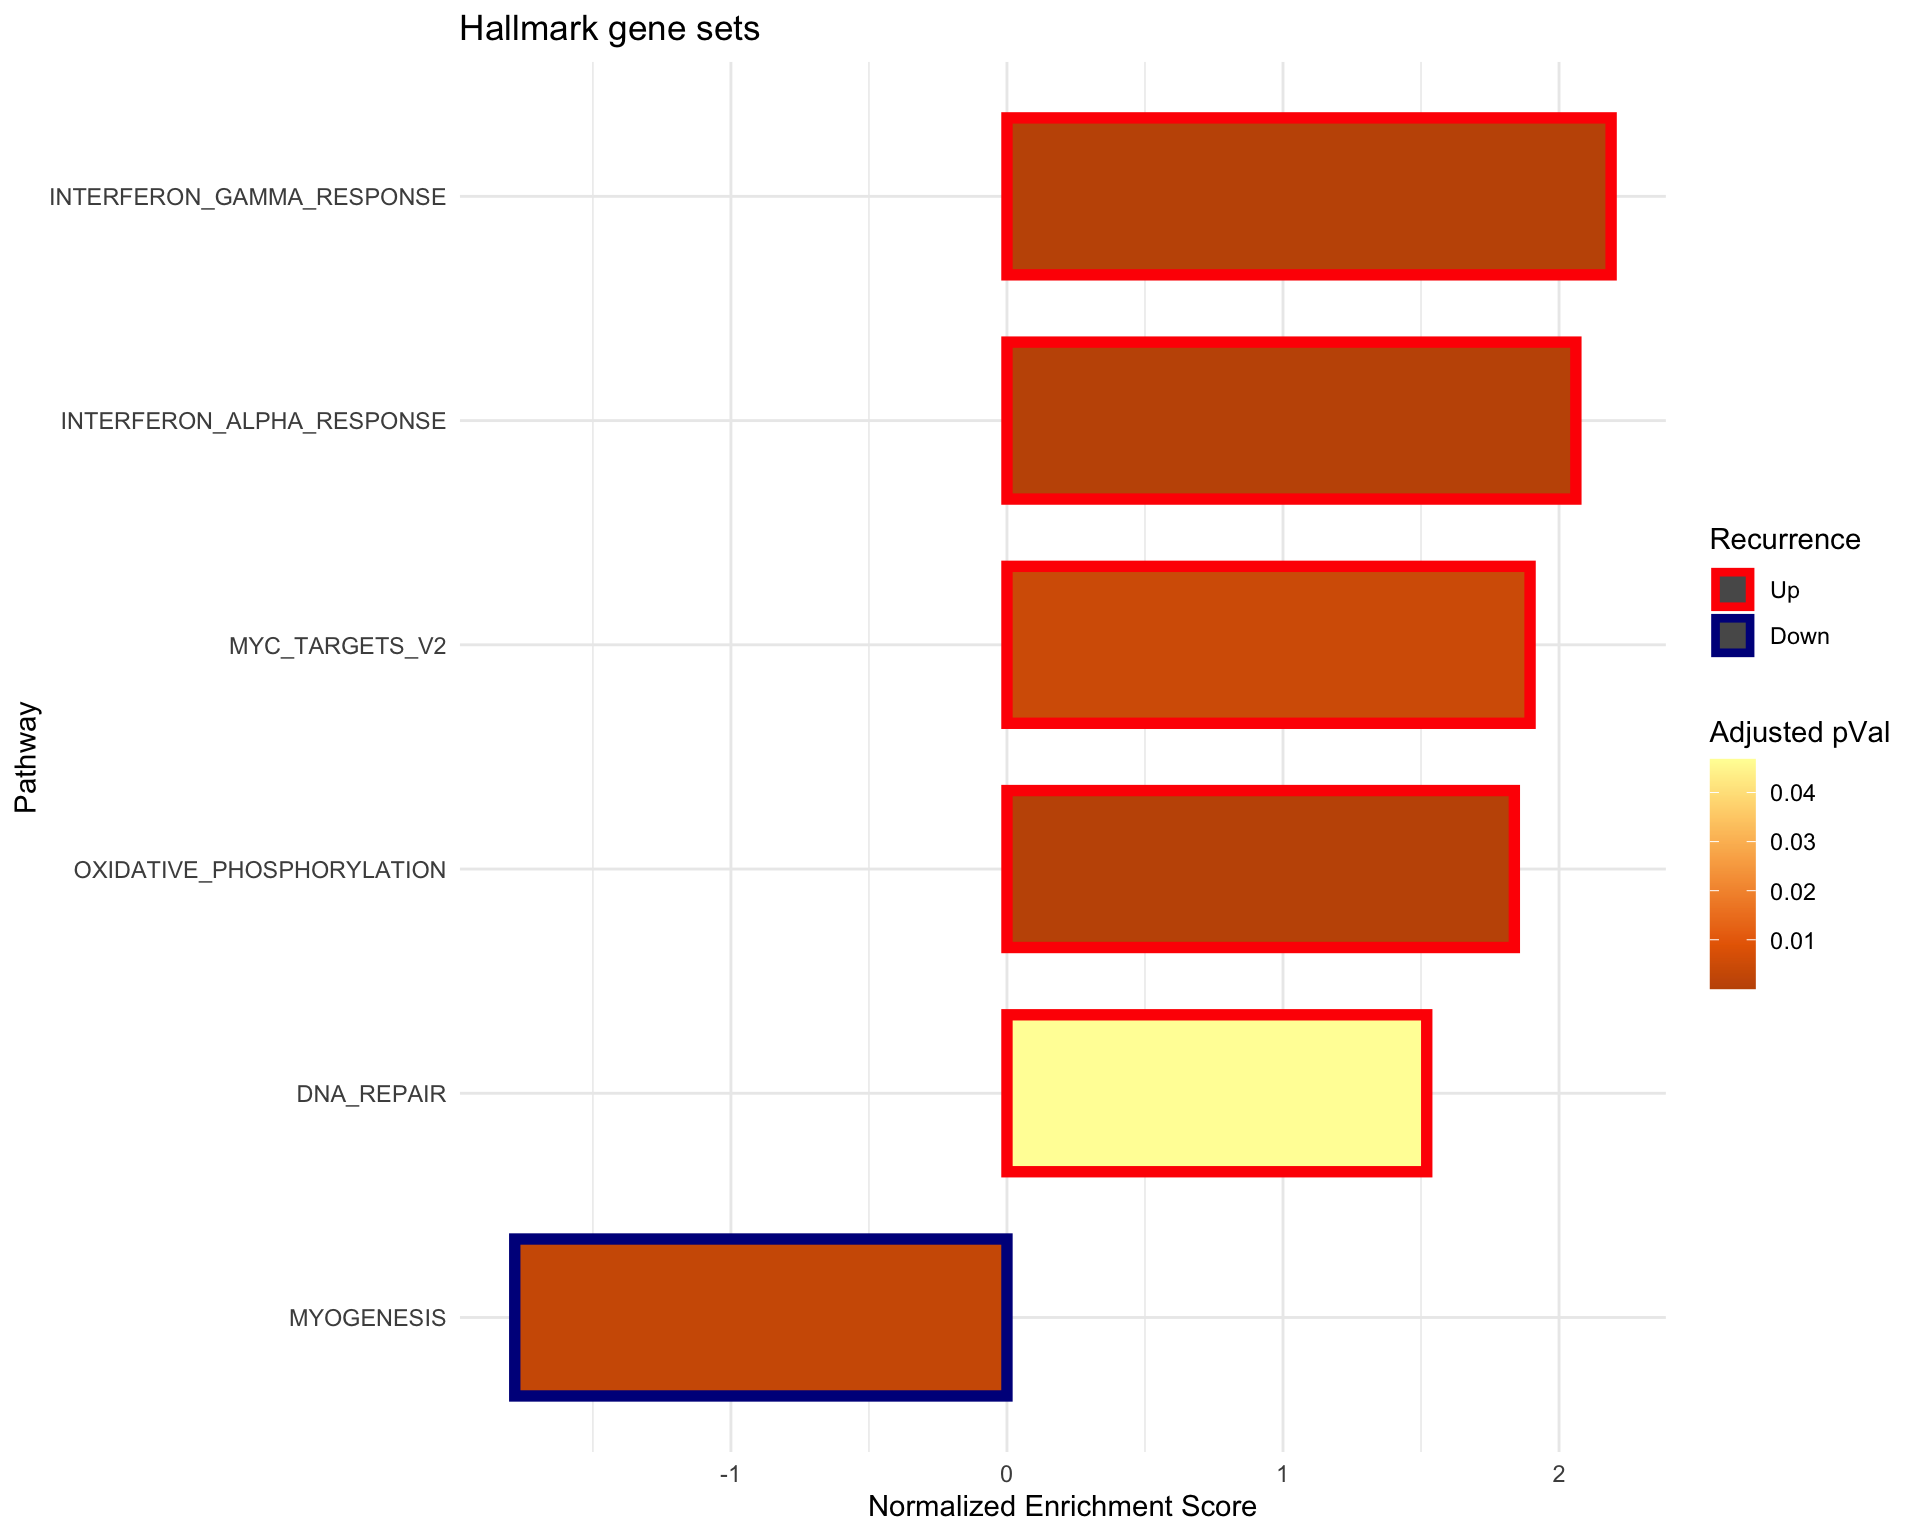 Hallmark gene sets
INTERFERON_GAMMA_RESPONSE
INTERFERON_ALPHA_RESPONSE
MYC_TARGETS_V2
OXIDATIVE_PHOSPHORYLATION
DNA_REPAIR
MYOGENESIS
Pathway
-1 0 1 2
Normalized Enrichment Score
Recurrence
Up
Down
Adjusted pVal
0.04
0.03
0.02
0.01